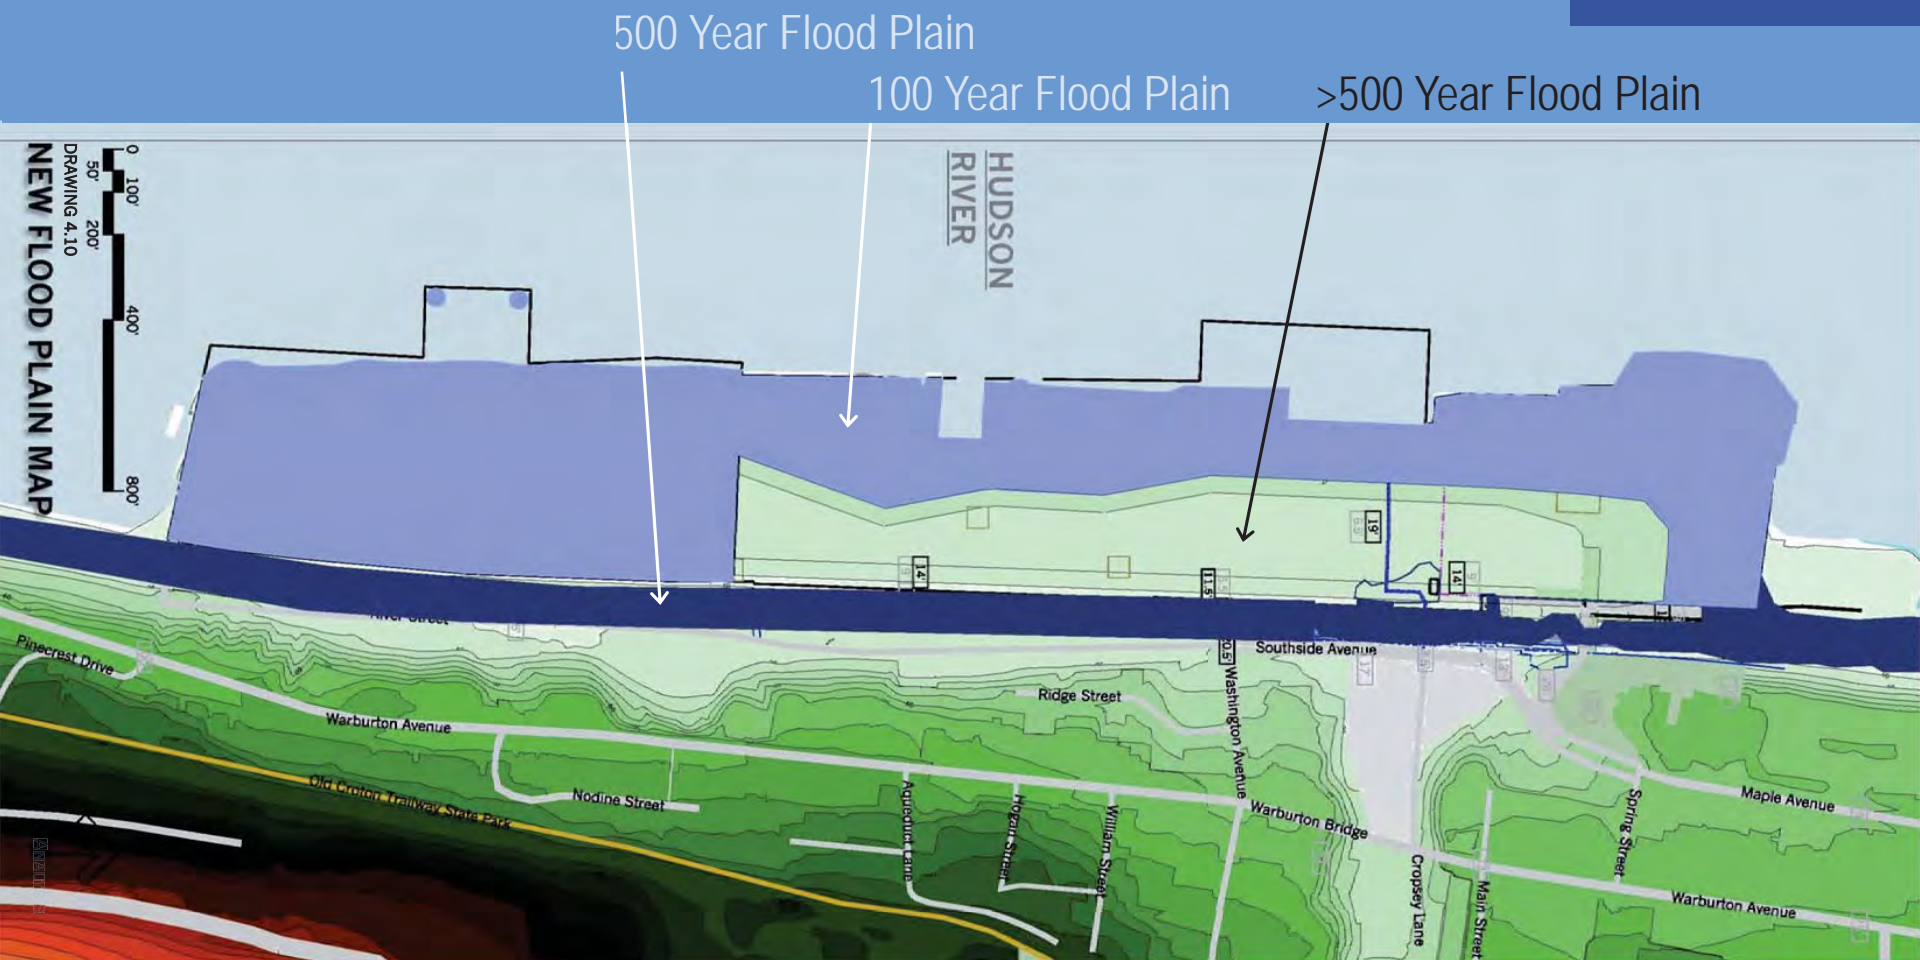 500 Year Flood Plain
100 Year Flood Plain
>500 Year Flood Plain
NEW FLOOD PLAIN MAP
DRAWING 4.10
0
50'
100'
200'
400'
800'
HUDSON
RIVER
19'
14'
11.5'
14'
20.5'
River Street
Southside Avenue
Pinecrest Drive
Ridge Street
Washington Avenue
Warburton Avenue
Old Croton Trailway State Park
Nodine Street
Aqueduct Lane
Hogan Street
William Street
Warburton Bridge
Cropsey Lane
Main Street
Spring Street
Maple Avenue
Warburton Avenue